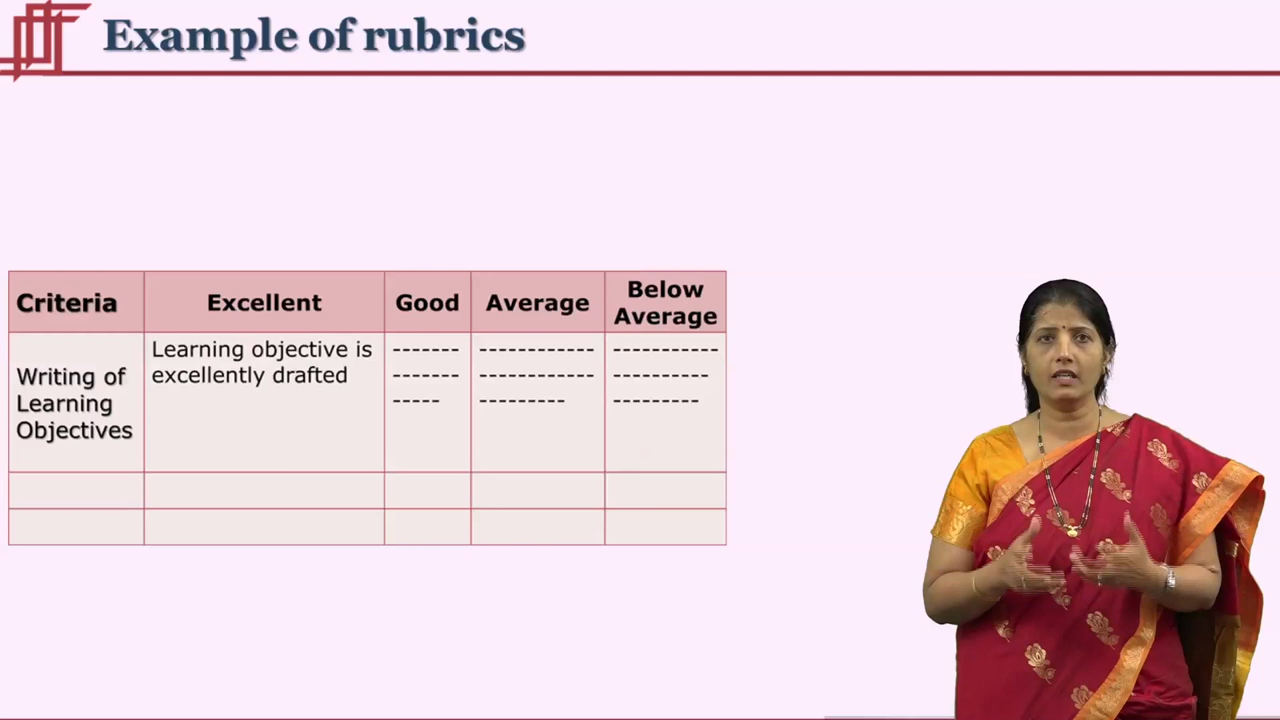 Example of rubrics
Criteria
Excellent
Good
Average
Below
Average
Writing of
Learning
Objectives
Learning objective is
excellently drafted
-------
-------
-----
------------
------------
---------
-----------
----------
---------